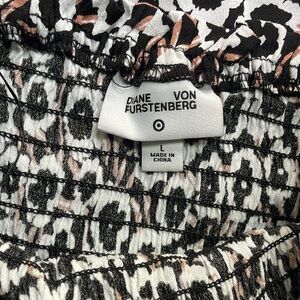 DIANE VON
FURSTENBERG
L
MADE IN
CHINA